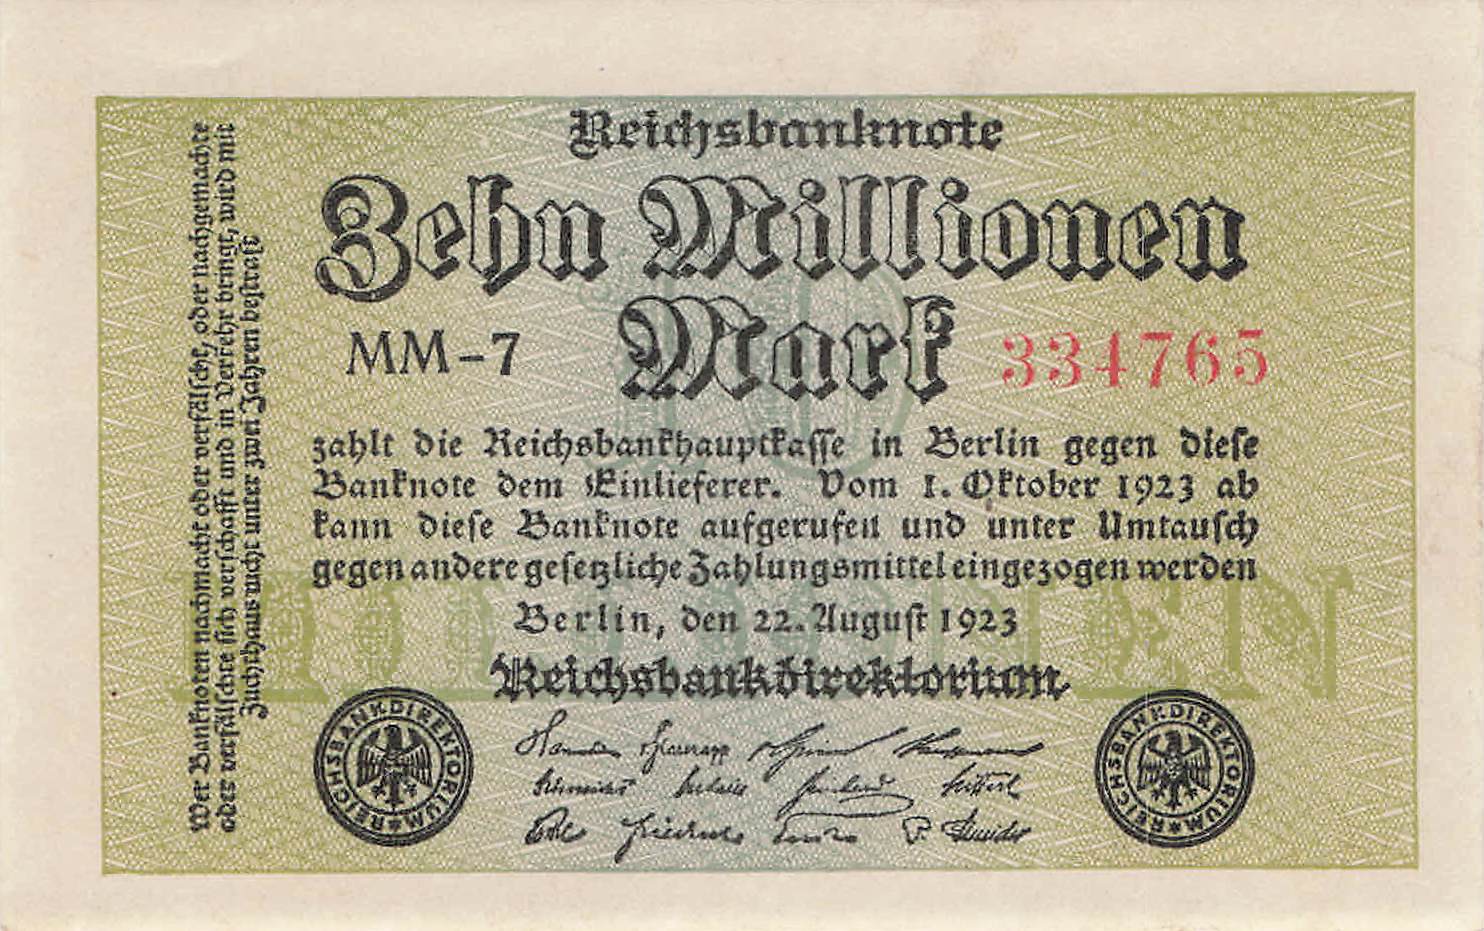 Reichsbanknote
Zehn Millionen
Mark
MM-7
334765
zahlt die Reichsbankhauptkasse in Berlin gegen diese
Banknote dem Einlieferer. Vom 1. Oktober 1923 ab
kann diese Banknote aufgerufen und unter Umtausch
gegen andere gesetzliche Zahlungsmittel eingezogen werden
Berlin, den 22. August 1923
Reichsbankdirektorium
REICHSBANKDIREKTORIUM
REICHSBANKDIREKTORIUM
Wer Banknoten nachmacht oder verfälscht, oder nachgemachte
oder verfälschte sich verschafft und in Verkehr bringt, wird mit
Zuchthaus nicht unter zwei Jahren bestraft
10
MILLIONEN